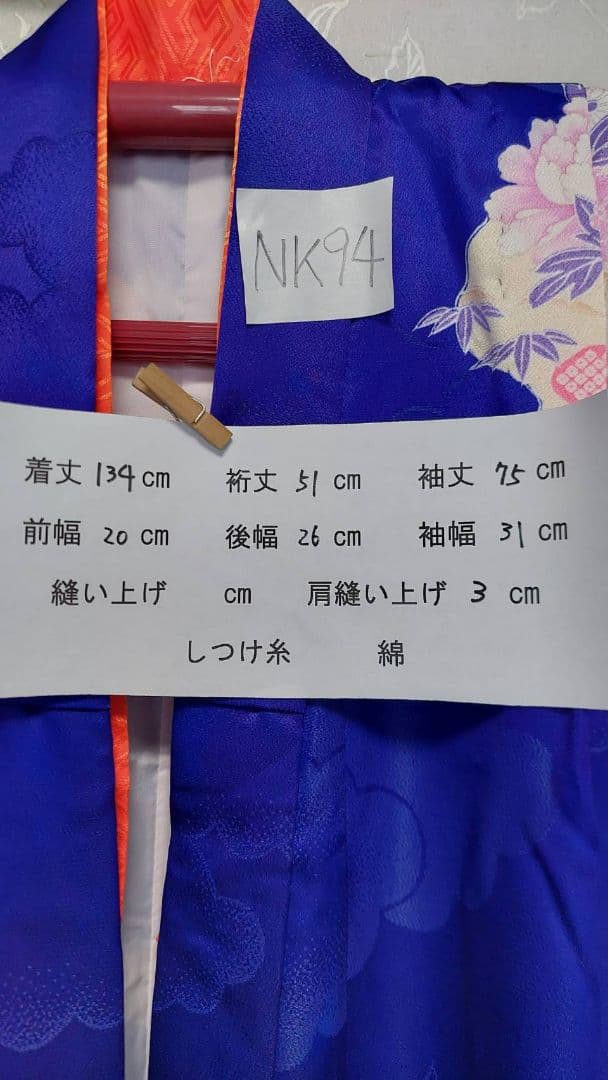 NK94
着丈 134cm 裄丈 51 cm 袖丈 75 cm
前幅 20 cm 後幅 26 cm 袖幅 31 cm
縫い上げ cm 肩縫い上げ 3 cm
しつけ糸 綿